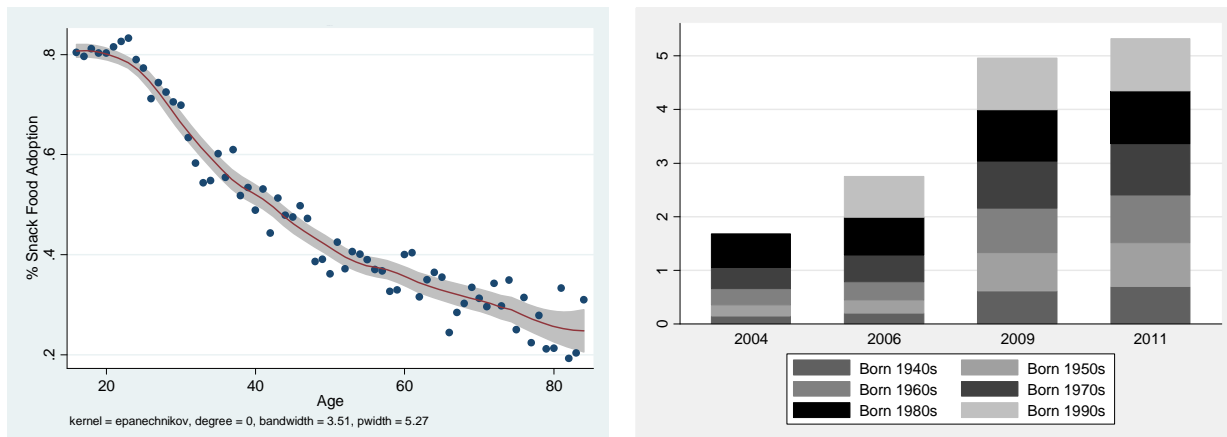 % Snack Food Adoption
.8
.6
.4
.2
20 40 60 80
Age
kernel = epanechnikov, degree = 0, bandwidth = 3.51, pwidth = 5.27
5
4
3
2
1
0
2004 2006 2009 2011
Born 1940s Born 1950s
Born 1960s Born 1970s
Born 1980s Born 1990s